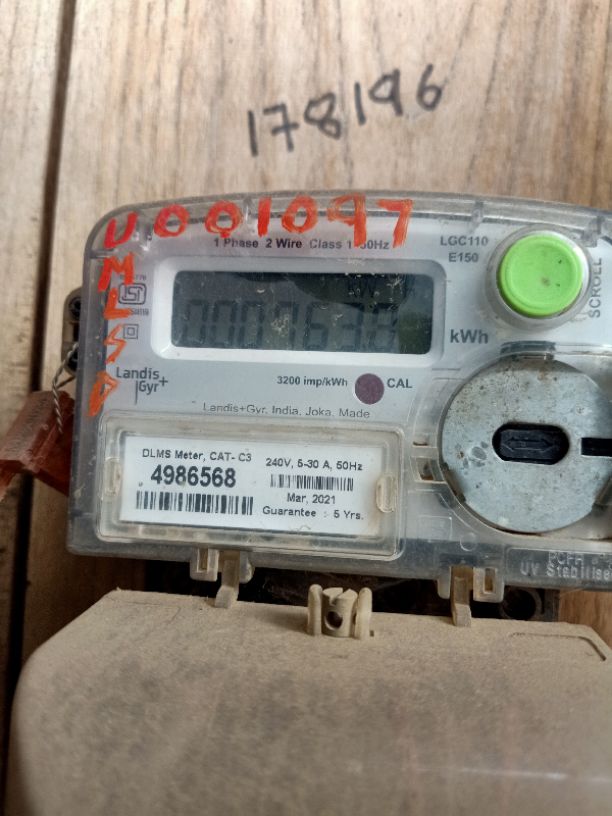 178196
U001097
MLSD
1 Phase 2 Wire Class 1 50Hz
LGC110
E150
SCROLL
kWh
Landis
Gyr+
3200 imp/kWh
CAL
Landis+Gyr, India, Joka, Made
DLMS Meter, CAT- C3
4986568
240V, 5-30 A, 50Hz
Mar, 2021
Guarantee : 5 Yrs.
UV Stabilise